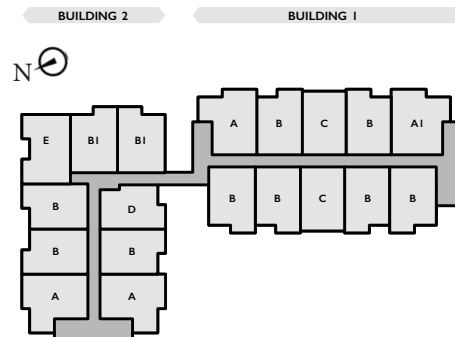 BUILDING 2 BUILDING 1
N
A B C B A1
E B1 B1
B B C B B
B D
B B
A A